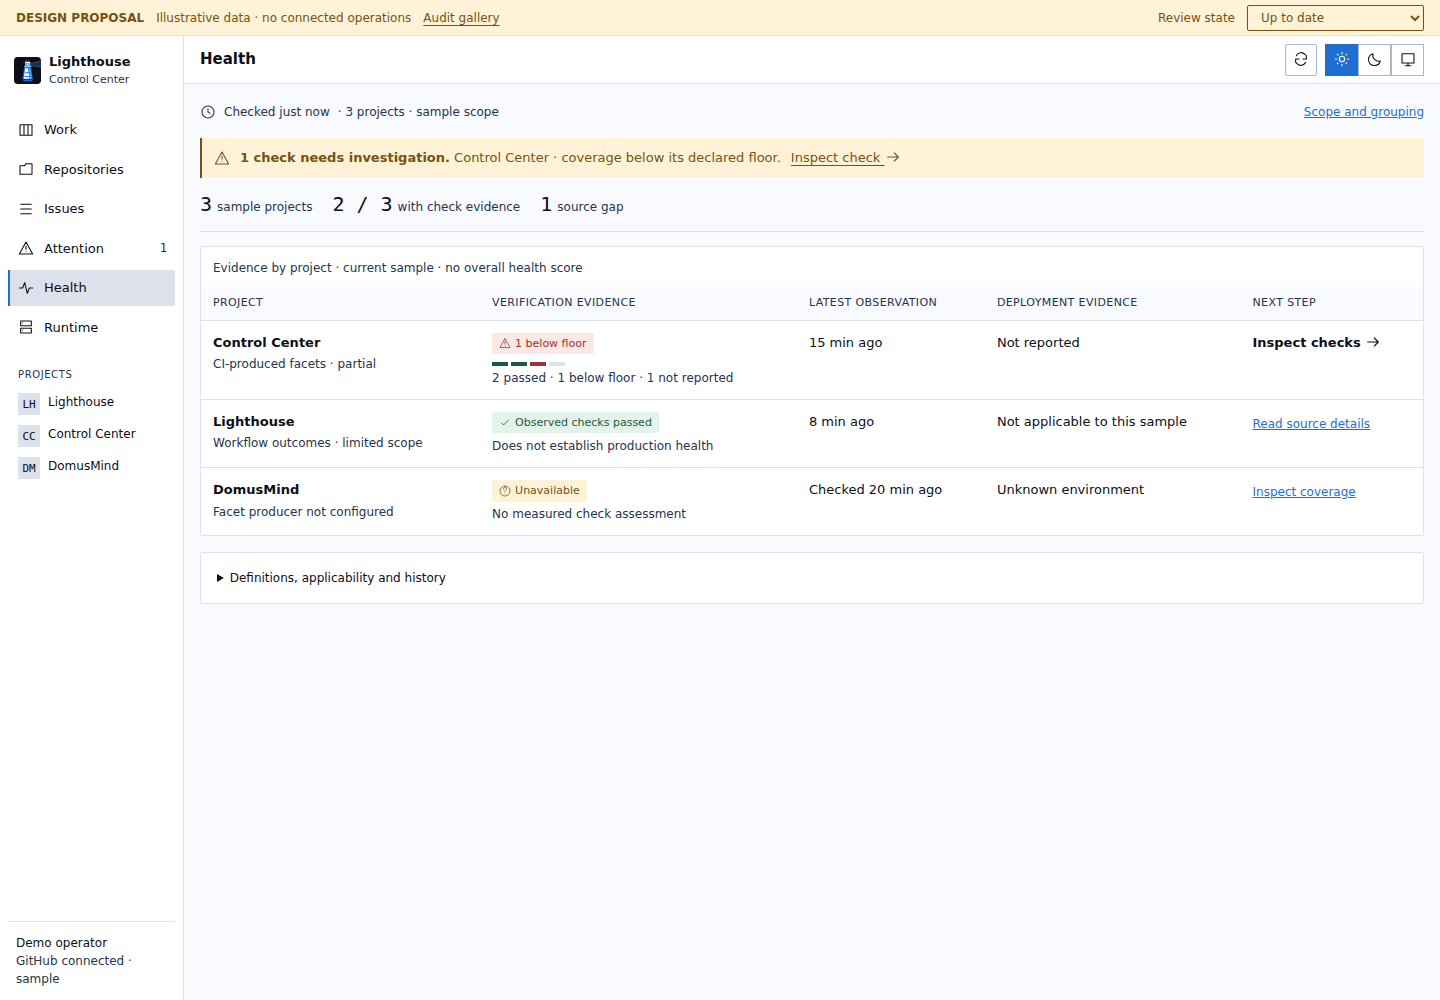 DESIGN PROPOSAL Illustrative data · no connected operations Audit gallery Review state Up to date
Lighthouse
Control Center
Health
Work
Repositories
Issues
Attention 1
Health
Runtime
PROJECTS
LH Lighthouse
CC Control Center
DM DomusMind
Demo operator
GitHub connected ·
sample
Checked just now · 3 projects · sample scope Scope and grouping
1 check needs investigation. Control Center · coverage below its declared floor. Inspect check →
3 sample projects 2 / 3 with check evidence 1 source gap
Evidence by project · current sample · no overall health score
PROJECT VERIFICATION EVIDENCE LATEST OBSERVATION DEPLOYMENT EVIDENCE NEXT STEP
Control Center 1 below floor 15 min ago Not reported Inspect checks →
CI-produced facets · partial
2 passed · 1 below floor · 1 not reported
Lighthouse Observed checks passed 8 min ago Not applicable to this sample Read source details
Workflow outcomes · limited scope Does not establish production health
DomusMind Unavailable Checked 20 min ago Unknown environment Inspect coverage
Facet producer not configured No measured check assessment
Definitions, applicability and history